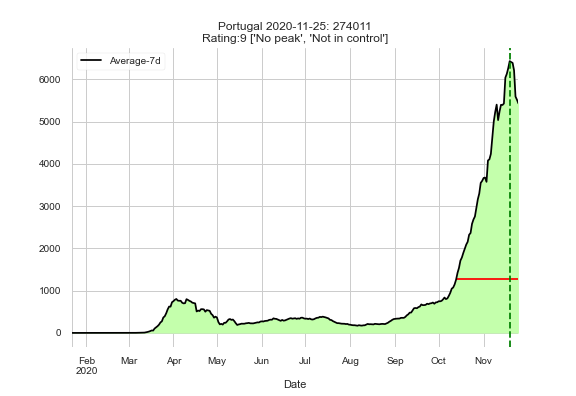 Portugal 2020-11-25: 274011
Rating:9 ['No peak', 'Not in control']
Average-7d
6000
5000
4000
3000
2000
1000
0
Feb Mar Apr May Jun Jul Aug Sep Oct Nov
2020
Date